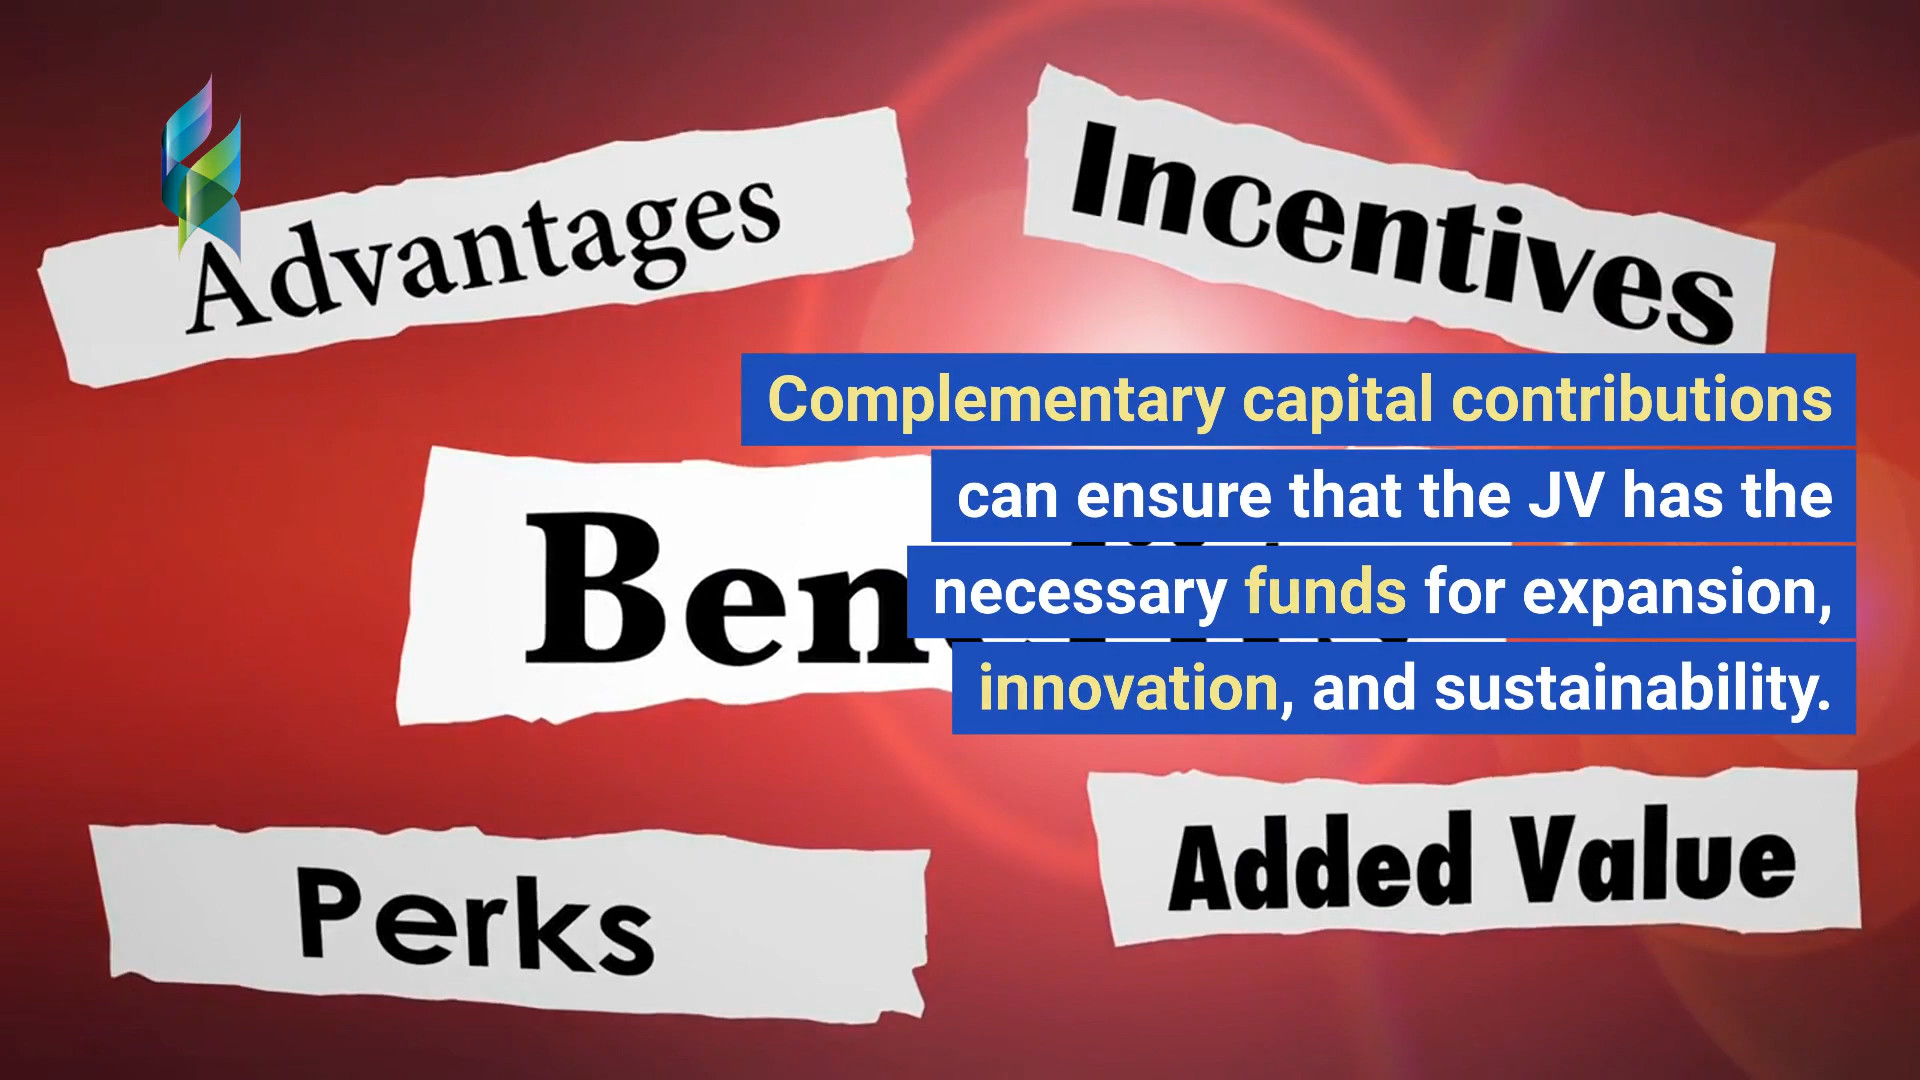 Advantages
Incentives
Complementary capital contributions
can ensure that the JV has the
necessary funds for expansion,
innovation, and sustainability.
Perks
Added Value